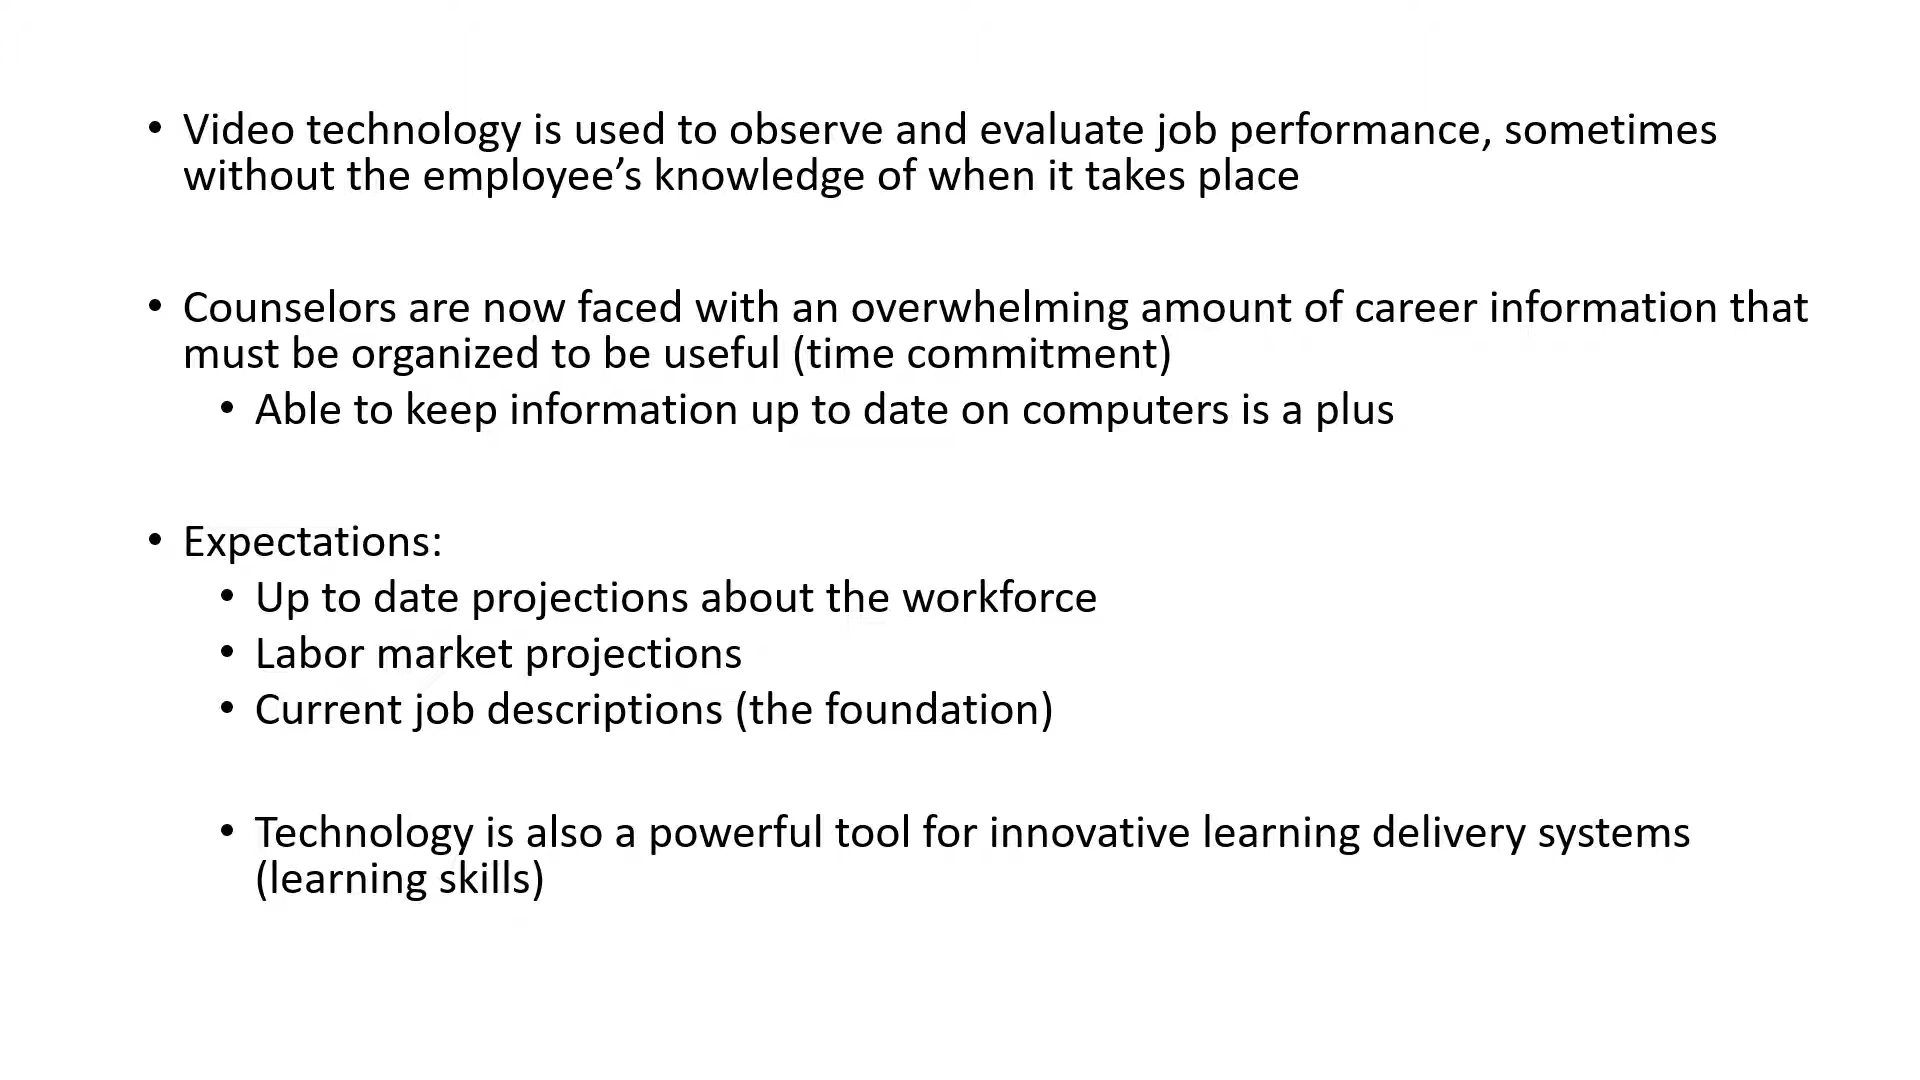 • Video technology is used to observe and evaluate job performance, sometimes
without the employee’s knowledge of when it takes place
• Counselors are now faced with an overwhelming amount of career information that
must be organized to be useful (time commitment)
• Able to keep information up to date on computers is a plus
• Expectations:
• Up to date projections about the workforce
• Labor market projections
• Current job descriptions (the foundation)
• Technology is also a powerful tool for innovative learning delivery systems
(learning skills)